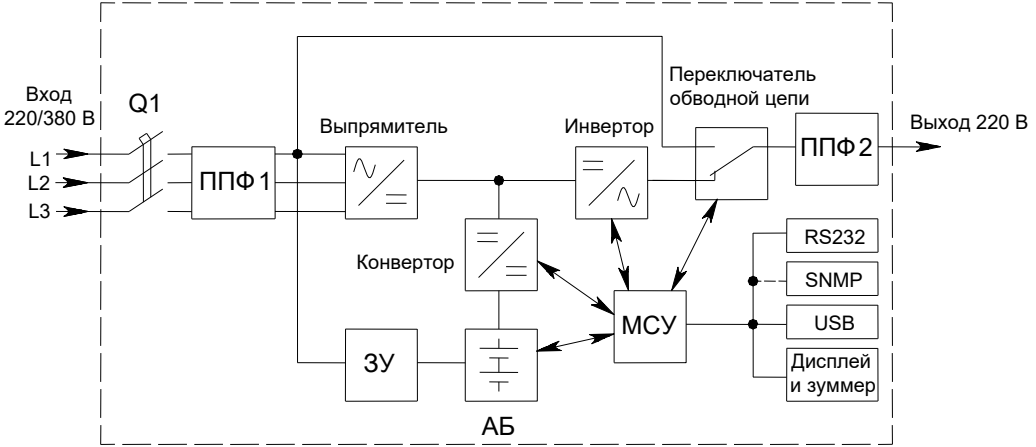 Вход
220/380 В
Q1
L1
L2
L3
ППФ1
Выпрямитель
Инвертор
Переключатель
обводной цепи
ППФ2
Выход 220 В
Конвертор
ЗУ
АБ
МСУ
RS232
SNMP
USB
Дисплей
и зуммер